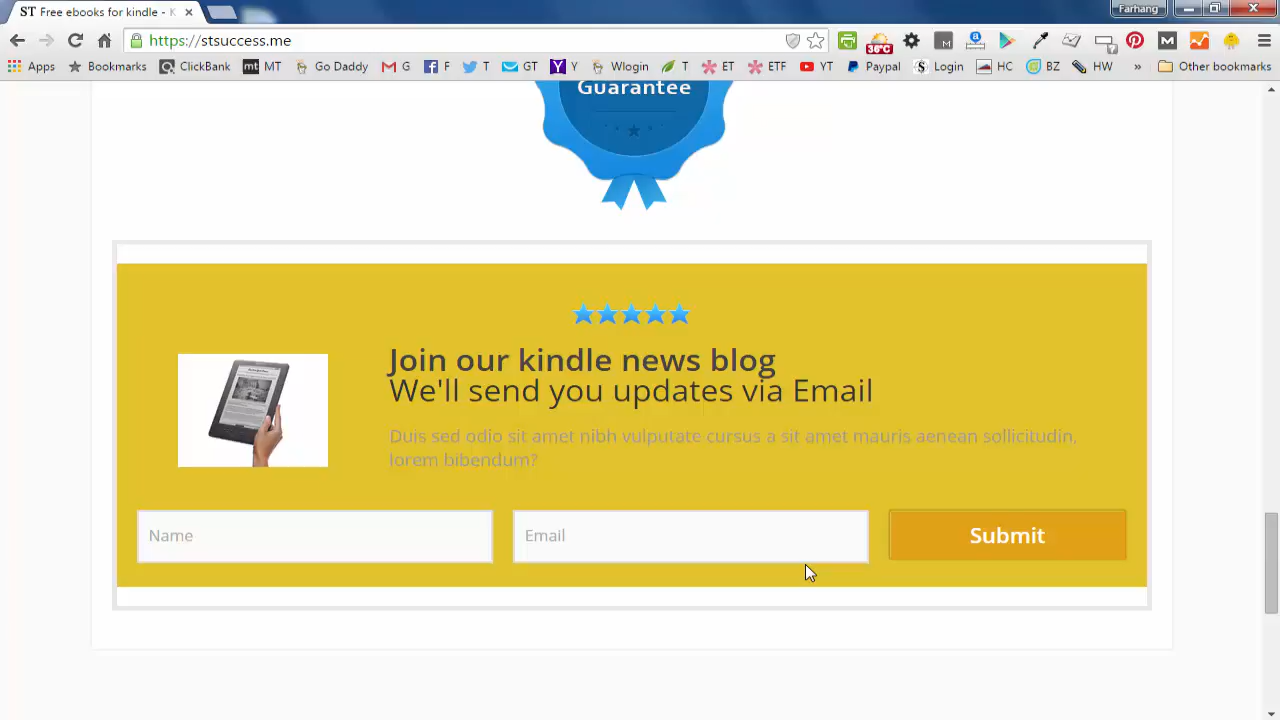 ST Free ebooks for kindle - K
Farhang
https://stsuccess.me
36°C
M
a
M
Apps Bookmarks ClickBank mt MT Go Daddy G F T GT Y Wlogin T ET ETF YT Paypal $ Login HC BZ HW » Other bookmarks
Guarantee
Join our kindle news blog
We'll send you updates via Email
Duis sed odio sit amet nibh vulputate cursus a sit amet mauris aenean sollicitudin,
lorem bibendum?
Name Email Submit